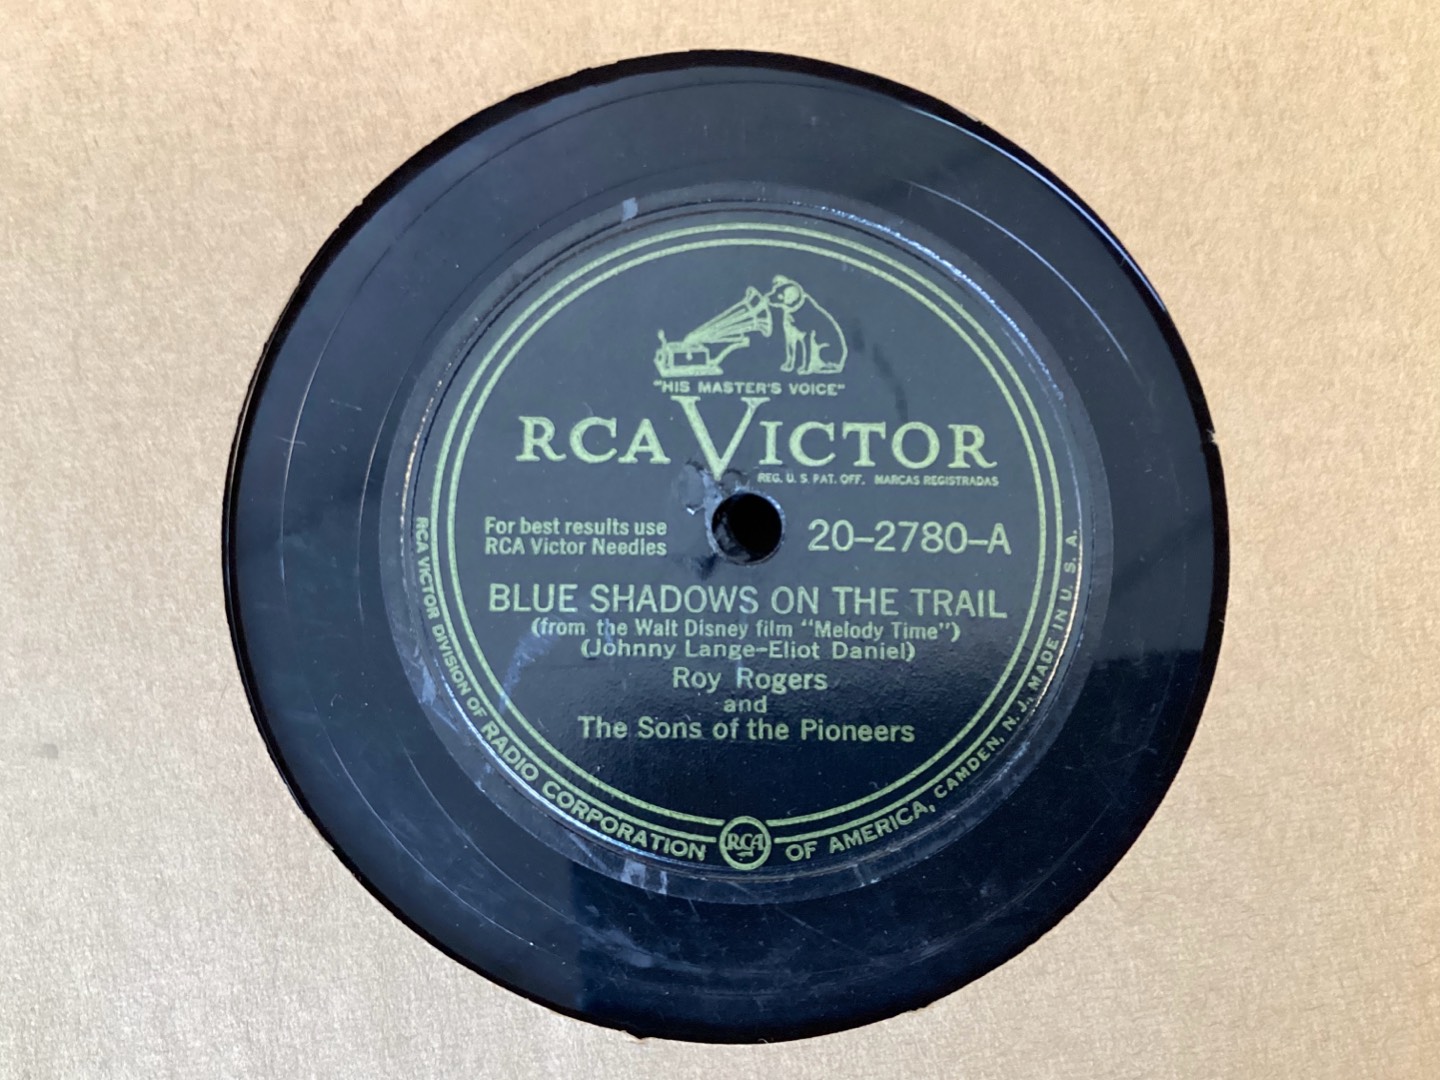 "HIS MASTER'S VOICE"
RCA VICTOR
REG. U. S. PAT. OFF. MARCAS REGISTRADAS
For best results use
RCA Victor Needles
20-2780-A
BLUE SHADOWS ON THE TRAIL
(from the Walt Disney film "Melody Time")
(Johnny Lange-Eliot Daniel)
Roy Rogers
and
The Sons of the Pioneers
RCA VICTOR DIVISION OF RADIO CORPORATION OF AMERICA, CAMDEN, N. J. MADE IN U. S. A.
RCA